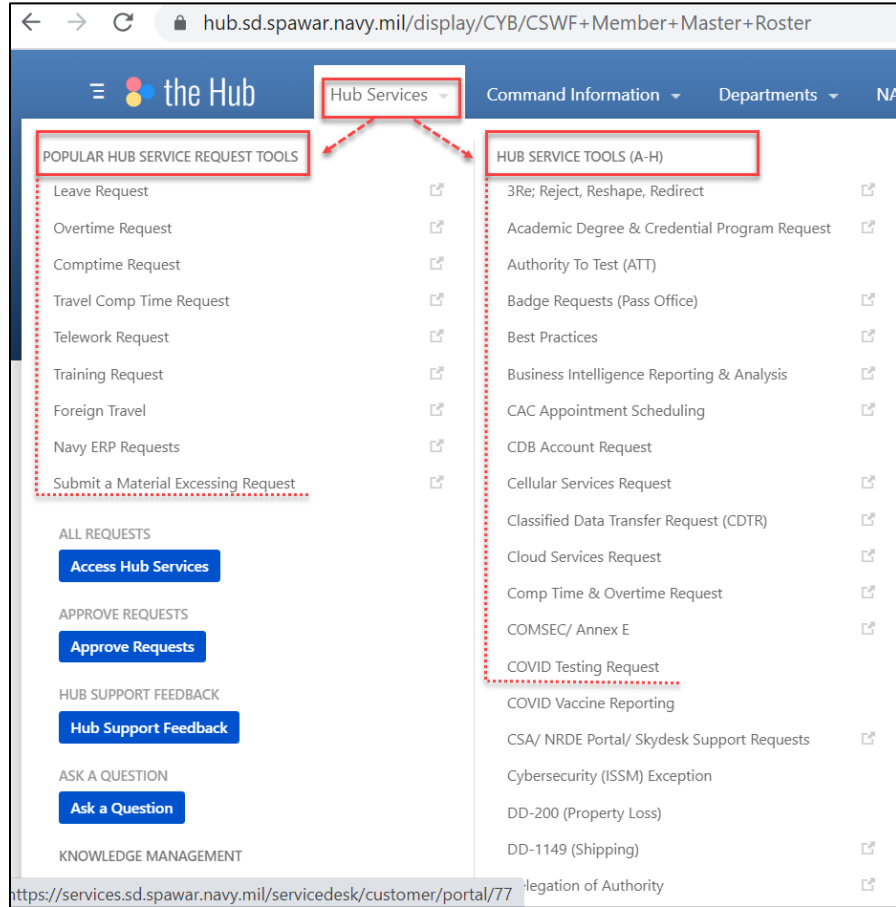 hub.sd.spawar.navy.mil/display/CYB/CSWF+Member+Master+Roster
the Hub
Hub Services
Command Information
Departments
NA
POPULAR HUB SERVICE REQUEST TOOLS
Leave Request
Overtime Request
Comptime Request
Travel Comp Time Request
Telework Request
Training Request
Foreign Travel
Navy ERP Requests
Submit a Material Excessing Request
ALL REQUESTS
Access Hub Services
APPROVE REQUESTS
Approve Requests
HUB SUPPORT FEEDBACK
Hub Support Feedback
ASK A QUESTION
Ask a Question
KNOWLEDGE MANAGEMENT
https://services.sd.spawar.navy.mil/servicedesk/customer/portal/77
HUB SERVICE TOOLS (A-H)
3Re; Reject, Reshape, Redirect
Academic Degree & Credential Program Request
Authority To Test (ATT)
Badge Requests (Pass Office)
Best Practices
Business Intelligence Reporting & Analysis
CAC Appointment Scheduling
CDB Account Request
Cellular Services Request
Classified Data Transfer Request (CDTR)
Cloud Services Request
Comp Time & Overtime Request
COMSEC/ Annex E
COVID Testing Request
COVID Vaccine Reporting
CSA/ NRDE Portal/ Skydesk Support Requests
Cybersecurity (ISSM) Exception
DD-200 (Property Loss)
DD-1149 (Shipping)
elegation of Authority